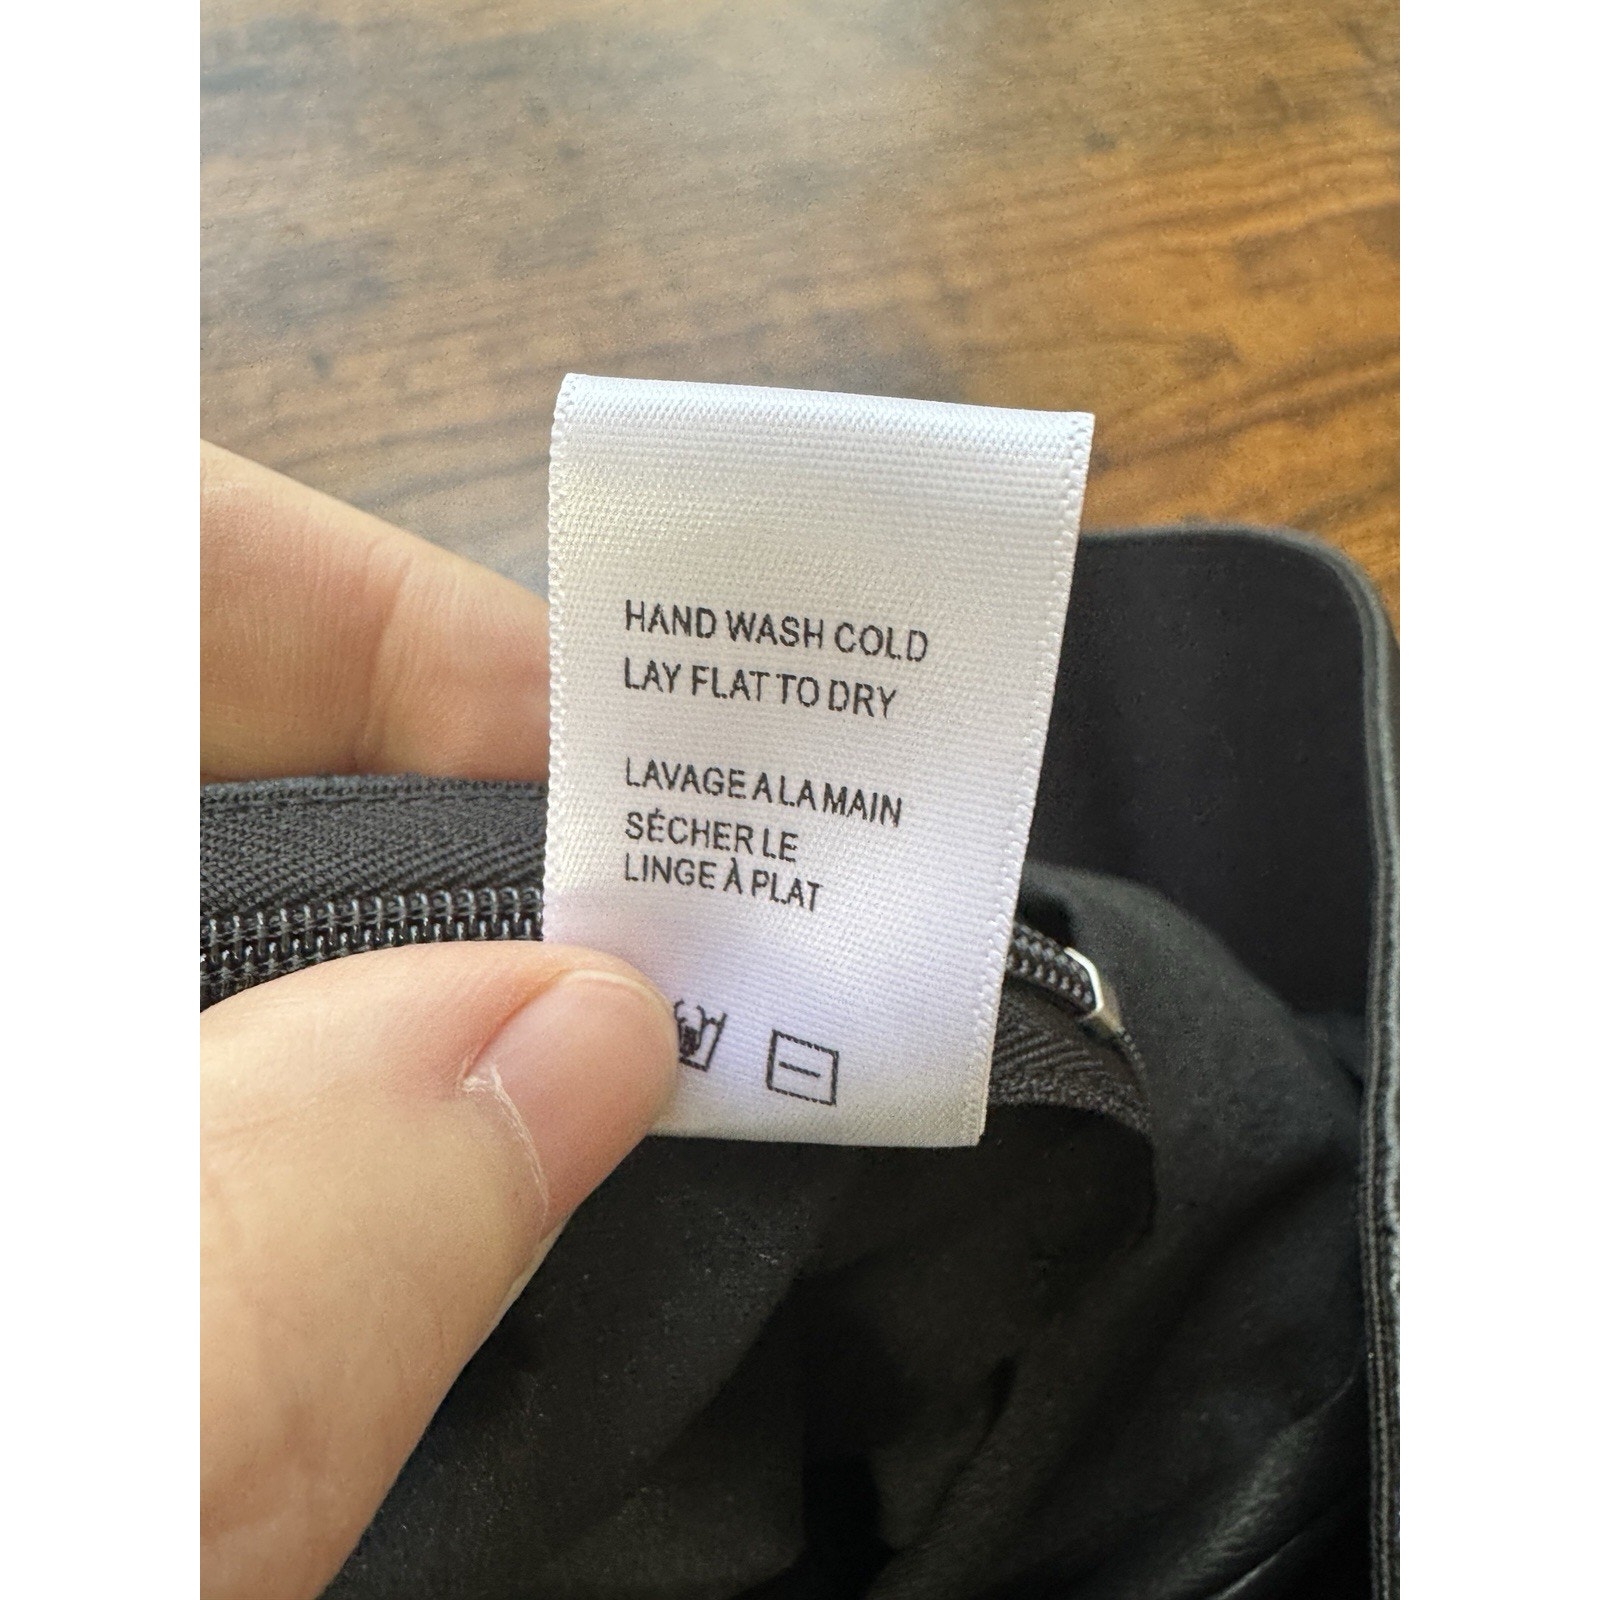 HAND WASH COLD
LAY FLAT TO DRY
LAVAGE A LA MAIN
SÉCHER LE
LINGE À PLAT